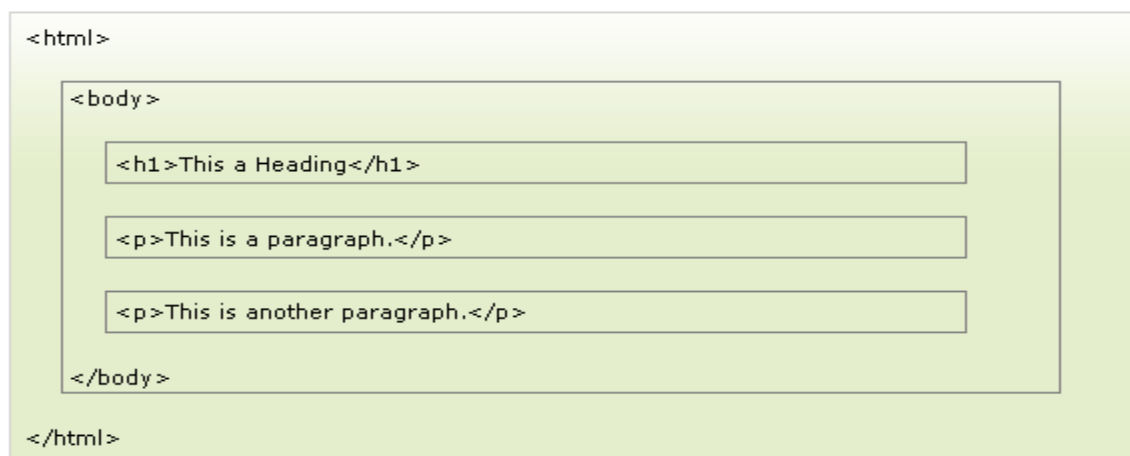 <html>
<body>
<h1>This a Heading</h1>
<p>This is a paragraph.</p>
<p>This is another paragraph.</p>
</body>
</html>